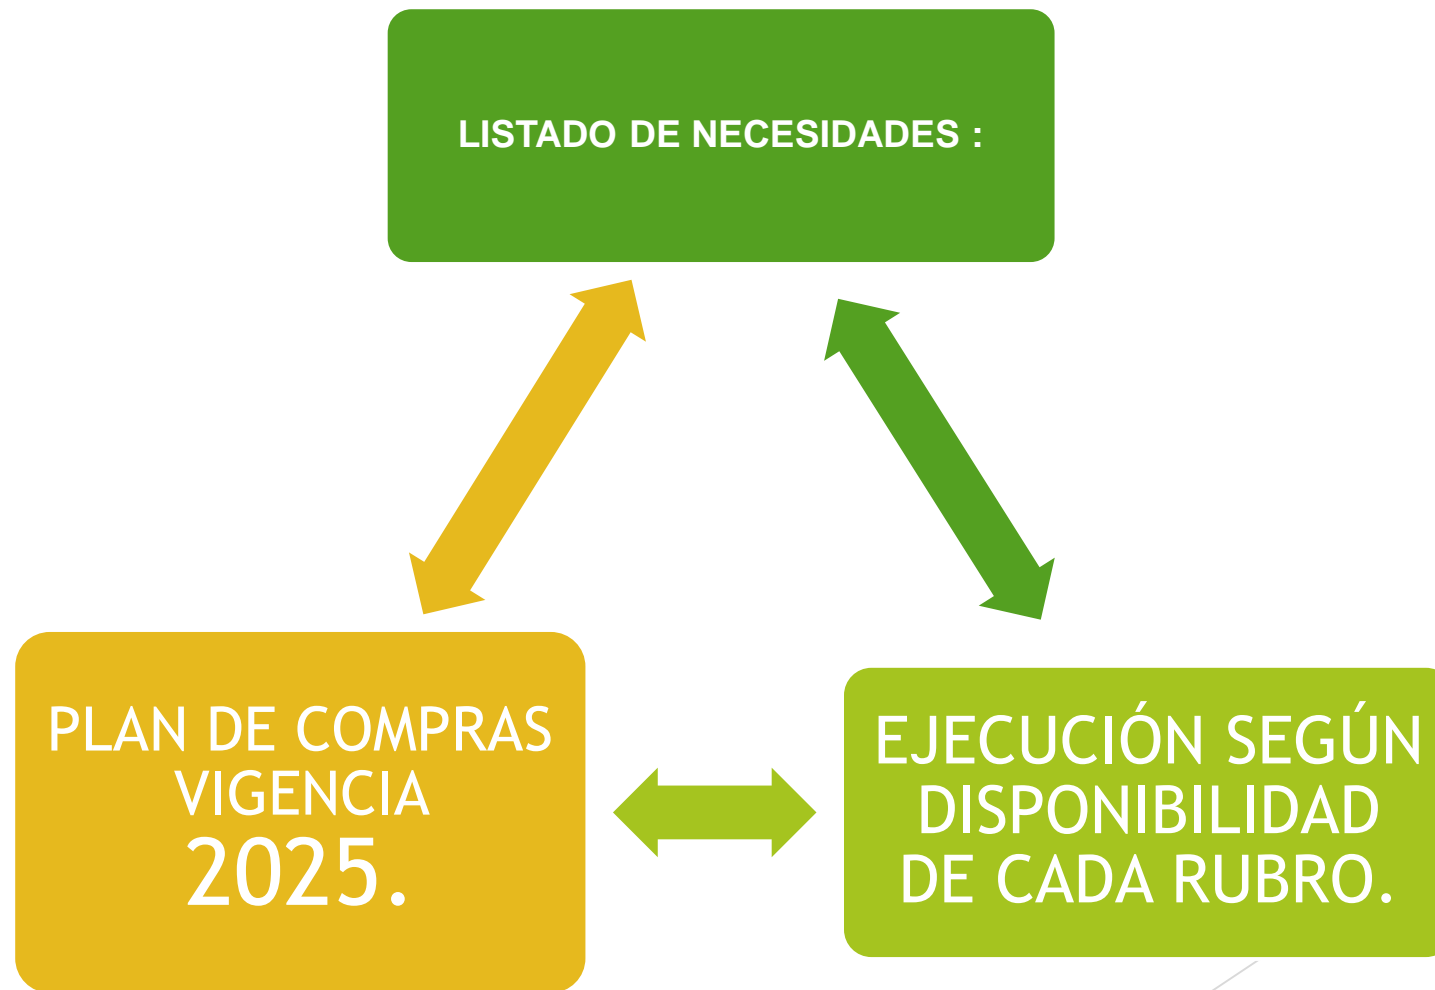 LISTADO DE NECESIDADES :
PLAN DE COMPRAS
VIGENCIA
2025.
EJECUCIÓN SEGÚN
DISPONIBILIDAD
DE CADA RUBRO.